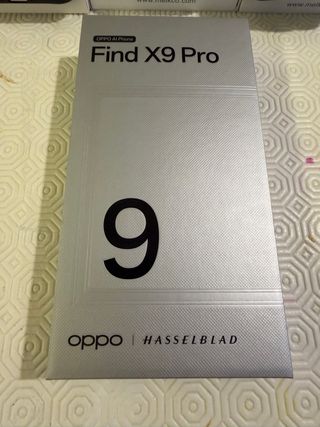 OPPO AI Phone
Find X9 Pro
9
oppo | HASSELBLAD